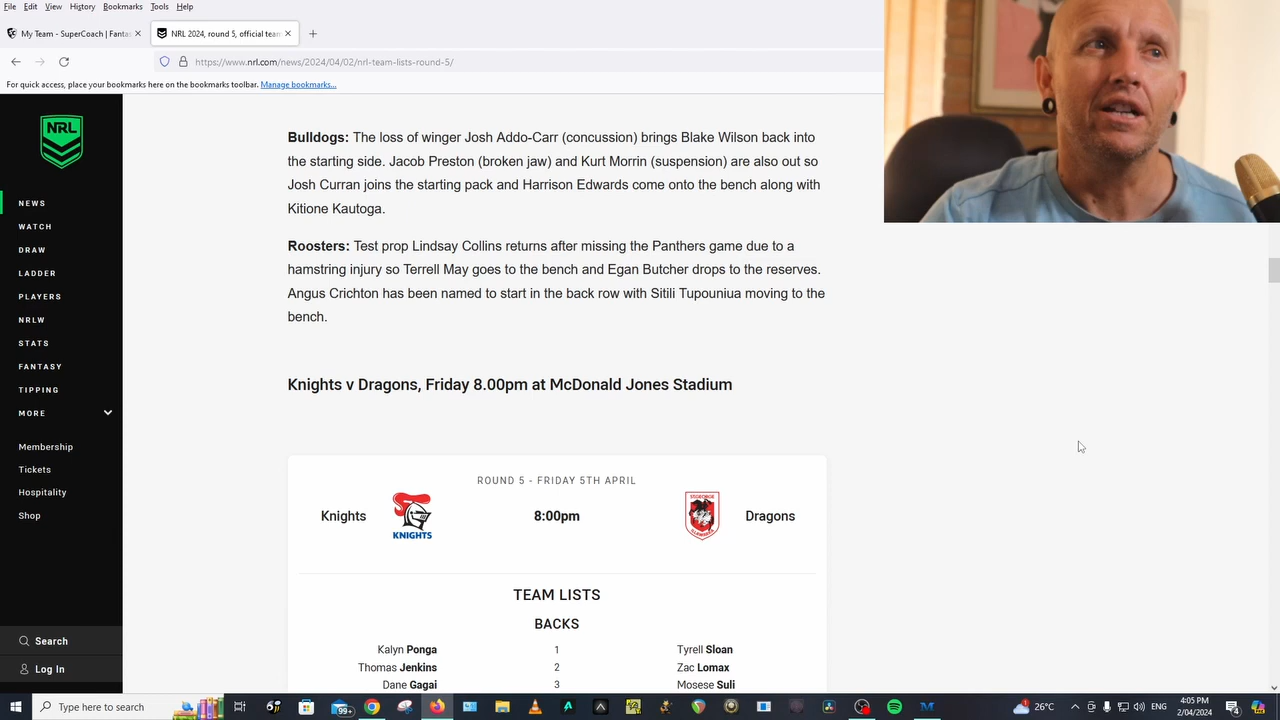 File Edit View History Bookmarks Tools Help
My Team - SuperCoach | Fantas
NRL 2024, round 5, official team
https://www.nrl.com/news/2024/04/02/nrl-team-lists-round-5/
For quick access, place your bookmarks here on the bookmarks toolbar. Manage bookmarks...
NRL
NEWS
WATCH
DRAW
LADDER
PLAYERS
NRLW
STATS
FANTASY
TIPPING
MORE
Membership
Tickets
Hospitality
Shop
Search
Log In
Bulldogs: The loss of winger Josh Addo-Carr (concussion) brings Blake Wilson back into
the starting side. Jacob Preston (broken jaw) and Kurt Morrin (suspension) are also out so
Josh Curran joins the starting pack and Harrison Edwards come onto the bench along with
Kitione Kautoga.
Roosters: Test prop Lindsay Collins returns after missing the Panthers game due to a
hamstring injury so Terrell May goes to the bench and Egan Butcher drops to the reserves.
Angus Crichton has been named to start in the back row with Sitili Tupouniua moving to the
bench.
Knights v Dragons, Friday 8.00pm at McDonald Jones Stadium
ROUND 5 - FRIDAY 5TH APRIL
Knights KNIGHTS 8:00pm Dragons
TEAM LISTS
BACKS
Kalyn Ponga 1 Tyrell Sloan
Thomas Jenkins 2 Zac Lomax
Dane Gagai 3 Mosese Suli
Type here to search
99+
26°C
4:05 PM
2/04/2024
4